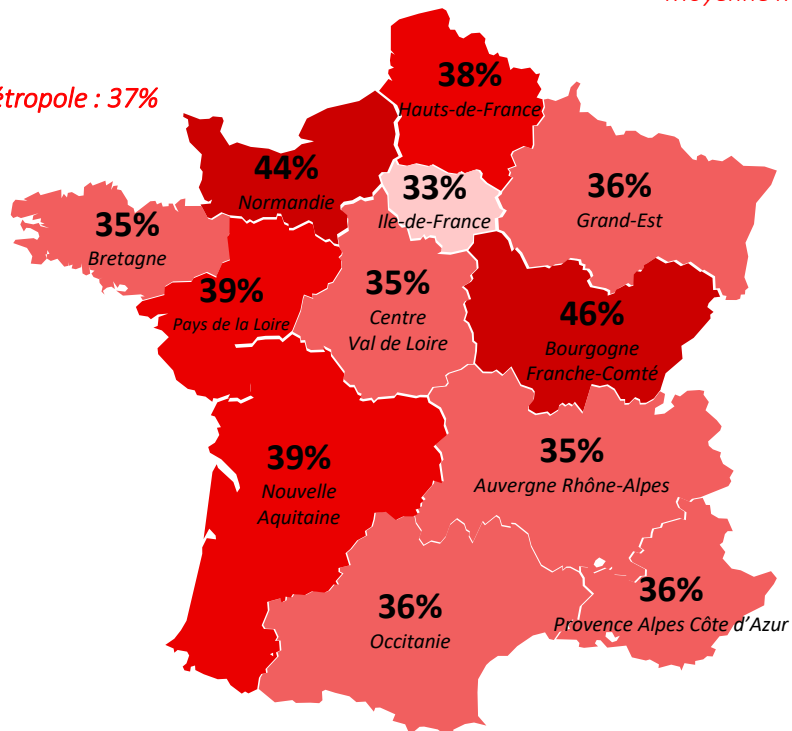 38%
Hauts-de-France
étropole : 37%
44%
Normandie
33%
Ile-de-France
36%
Grand-Est
35%
Bretagne
39%
Pays de la Loire
35%
Centre
Val de Loire
46%
Bourgogne
Franche-Comté
39%
Nouvelle
Aquitaine
35%
Auvergne Rhône-Alpes
36%
Occitanie
36%
Provence Alpes Côte d’Azur